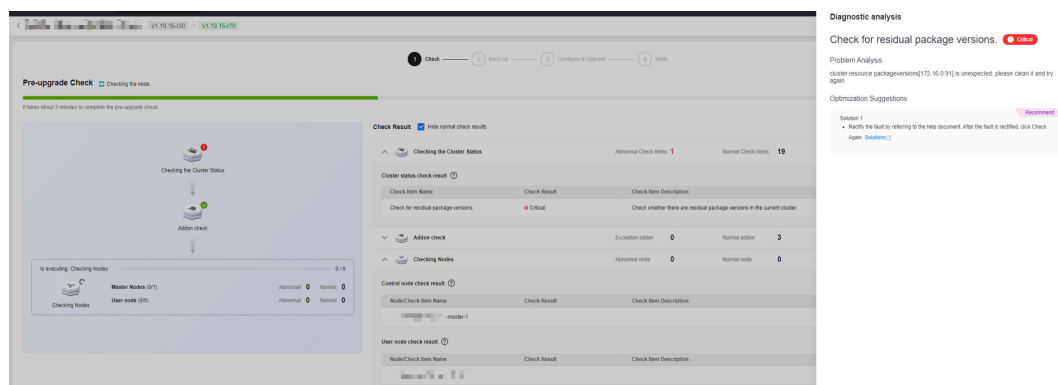 v1.19.16-r30 → v1.19.16-r70
1 Check
2 Back Up
3 Configure & Upgrade
4 Verify
Pre-upgrade Check Checking the node...
It takes about 3 minutes to complete the pre-upgrade check.
Checking the Cluster Status
Addon check
Is executing: Checking Nodes 0 / 6
Checking Nodes
Master Nodes (0/1) Abnormal 0 Normal 0
User node (0/5) Abnormal 0 Normal 0
Check Result Hide normal check results
Checking the Cluster Status Abnormal Check Items 1 Normal Check Items 19
Cluster status check result
Check Item Name Check Result Check Item Description
Check for residual package versions Critical Check whether there are residual package versions in the current cluster.
Addon check Exception addon 0 Normal addon 3
Checking Nodes Abnormal node 0 Normal node 0
Control node check result
Node/Check Item Name Check Result Check Item Description
-master-1
User node check result
Node/Check Item Name Check Result Check Item Description
Diagnostic analysis
Check for residual package versions. Critical
Problem Analysis
cluster resource packageversions[172.16.0.91] is unexpected, please clean it and try
again
Optimization Suggestions
Recommend
Solution 1
• Rectify the fault by referring to the help document. After the fault is rectified, click Check
Again. Solutions